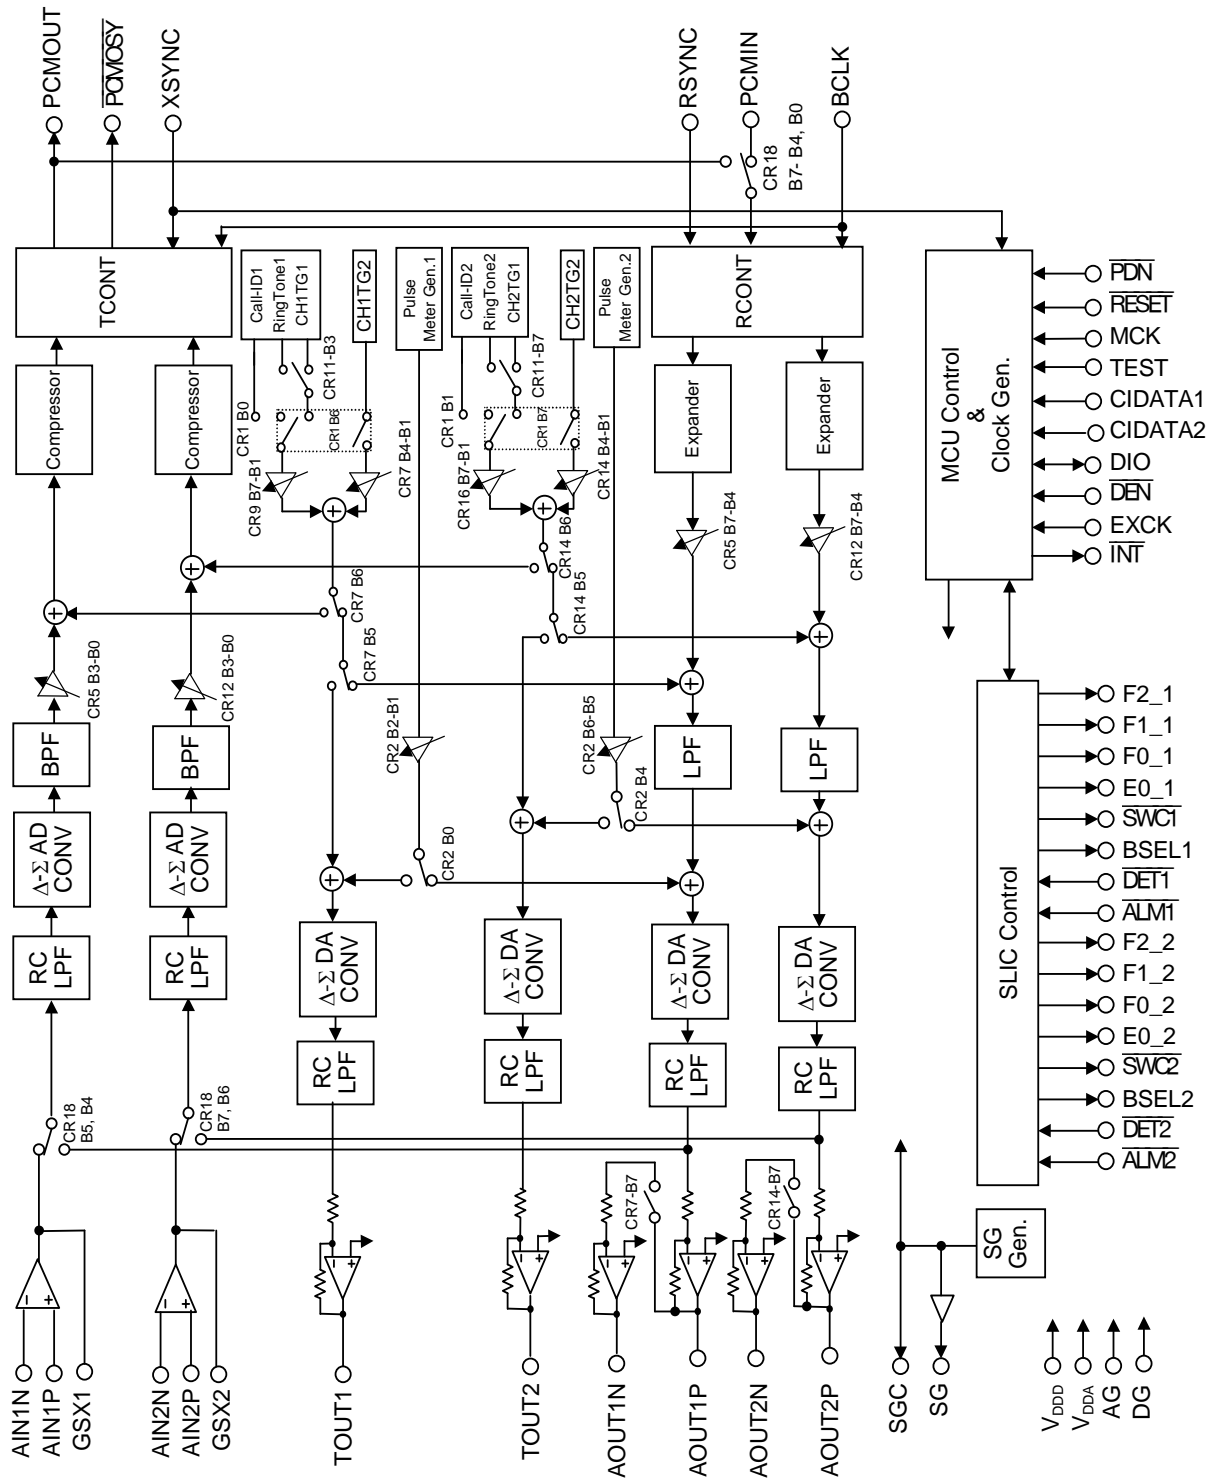 PCMOUT
PCMOSY
XSYNC
RSYNC
PCMIN
BCLK
CR18
B7- B4, B0
TCONT
Call-ID1
RingTone1
CH1TG1
CH1TG2
Pulse
Meter Gen.1
Call-ID2
RingTone2
CH2TG1
CH2TG2
Pulse
Meter Gen.2
RCONT
Compressor
Compressor
CR1 B0
CR11-B3
CR1 B6
CR9 B7-B1
CR7 B4-B1
CR1 B1
CR11-B7
CR1 B7
CR16 B7-B1
CR14 B4-B1
Expander
Expander
CR5 B7-B4
CR12 B7-B4
MCU Control
&
Clock Gen.
PDN
RESET
MCK
TEST
CIDATA1
CIDATA2
DIO
DEN
EXCK
INT
+
+
+
+
CR7 B6
CR7 B5
CR14 B6
CR14 B5
+
+
CR5 B3-B0
CR12 B3-B0
BPF
BPF
CR2 B2-B1
CR2 B6-B5
LPF
LPF
Δ-Σ AD
CONV
Δ-Σ AD
CONV
CR2 B0
CR2 B4
+
+
+
+
RC
LPF
RC
LPF
Δ-Σ DA
CONV
Δ-Σ DA
CONV
Δ-Σ DA
CONV
Δ-Σ DA
CONV
RC
LPF
RC
LPF
RC
LPF
RC
LPF
SLIC Control
F2_1
F1_1
F0_1
E0_1
SWC1
BSEL1
DET1
ALM1
F2_2
F1_2
F0_2
E0_2
SWC2
BSEL2
DET2
ALM2
CR18
B5, B4
CR18
B7, B6
CR7-B7
CR14-B7
–
+
–
+
–
+
–
+
–
+
–
+
–
+
–
+
SG
Gen.
AIN1N
AIN1P
GSX1
AIN2N
AIN2P
GSX2
TOUT1
TOUT2
AOUT1N
AOUT1P
AOUT2N
AOUT2P
SGC
SG
VDDD
VDDA
AG
DG